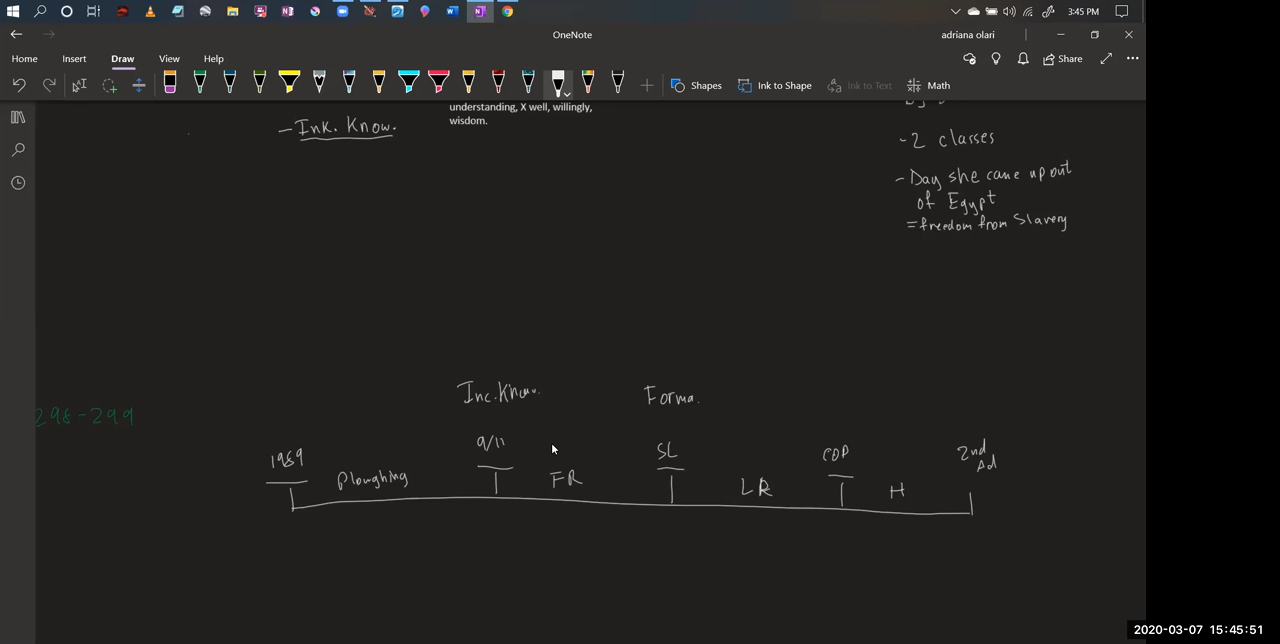 3:45 PM
OneNote
adriana olari
Home Insert Draw View Help
Share
Shapes Ink to Shape Ink to Text Math
understanding, X well, willingly,
wisdom.
- Ink. Know.
- 2 classes
- Day she came up out
of Egypt
= freedom from Slavery
298-299
Inc. Know. Forma.
1989 Ploughing 9/11 FR SL LR COP H 2nd Ad
2020-03-07 15:45:51